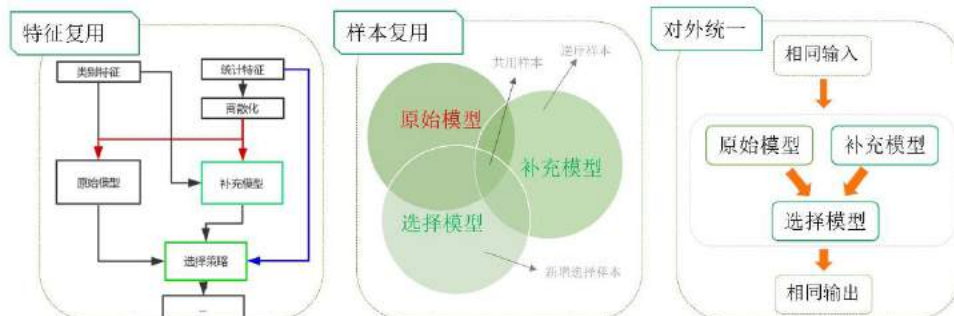 特征复用
类别特征
统计特征
离散化
原始模型
补充模型
选择策略
样本复用
共用样本
逆序样本
原始模型
补充模型
选择模型
新增选择样本
对外统一
相同输入
原始模型
补充模型
选择模型
相同输出